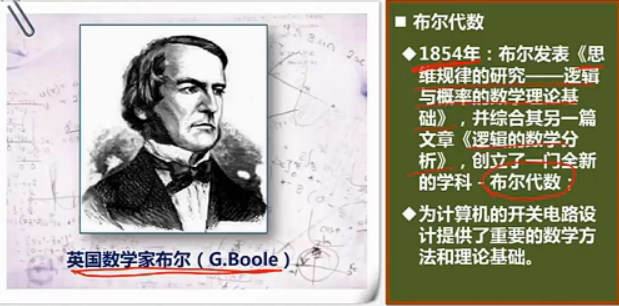 英国数学家布尔（G.Boole）
■ 布尔代数
◆1854年：布尔发表《思
维规律的研究——逻辑
与概率的数学理论基
础》，并综合其另一篇
文章《逻辑的数学分
析》，创立了一门全新
的学科-布尔代数；
◆为计算机的开关电路设
计提供了重要的数学方
法和理论基础。